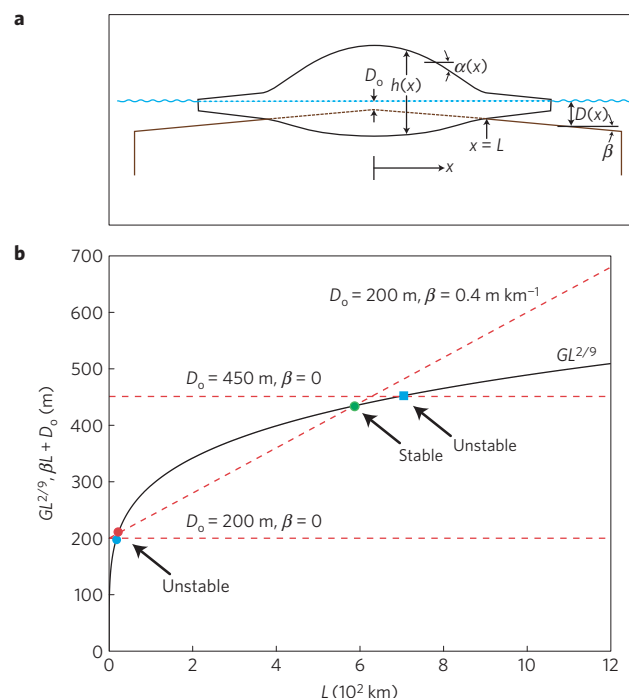 a
Dₒ
h(x)
α(x)
D(x)
x = L
β
x
b
700
600
500
400
300
200
100
0
GL²ᐟ⁹, βL + Dₒ (m)
Dₒ = 200 m, β = 0.4 m km⁻¹
GL²ᐟ⁹
Dₒ = 450 m, β = 0
Stable
Unstable
Dₒ = 200 m, β = 0
Unstable
0 2 4 6 8 10 12
L (10² km)